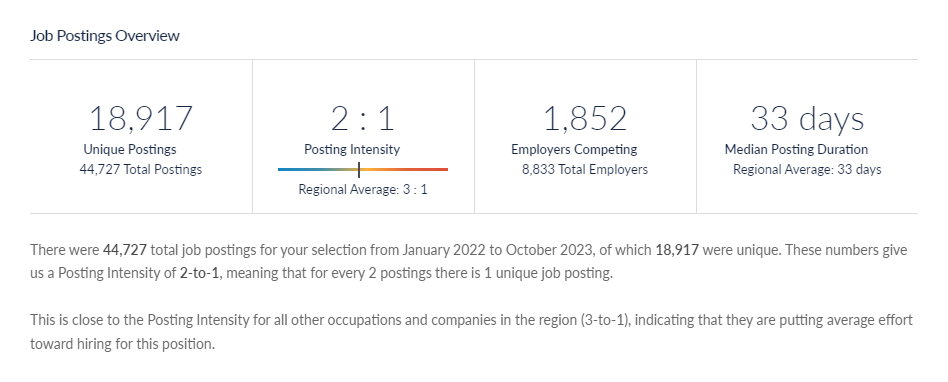 Job Postings Overview
18,917
Unique Postings
44,727 Total Postings
2 : 1
Posting Intensity
Regional Average: 3 : 1
1,852
Employers Competing
8,833 Total Employers
33 days
Median Posting Duration
Regional Average: 33 days
There were 44,727 total job postings for your selection from January 2022 to October 2023, of which 18,917 were unique. These numbers give
us a Posting Intensity of 2-to-1, meaning that for every 2 postings there is 1 unique job posting.
This is close to the Posting Intensity for all other occupations and companies in the region (3-to-1), indicating that they are putting average effort
toward hiring for this position.